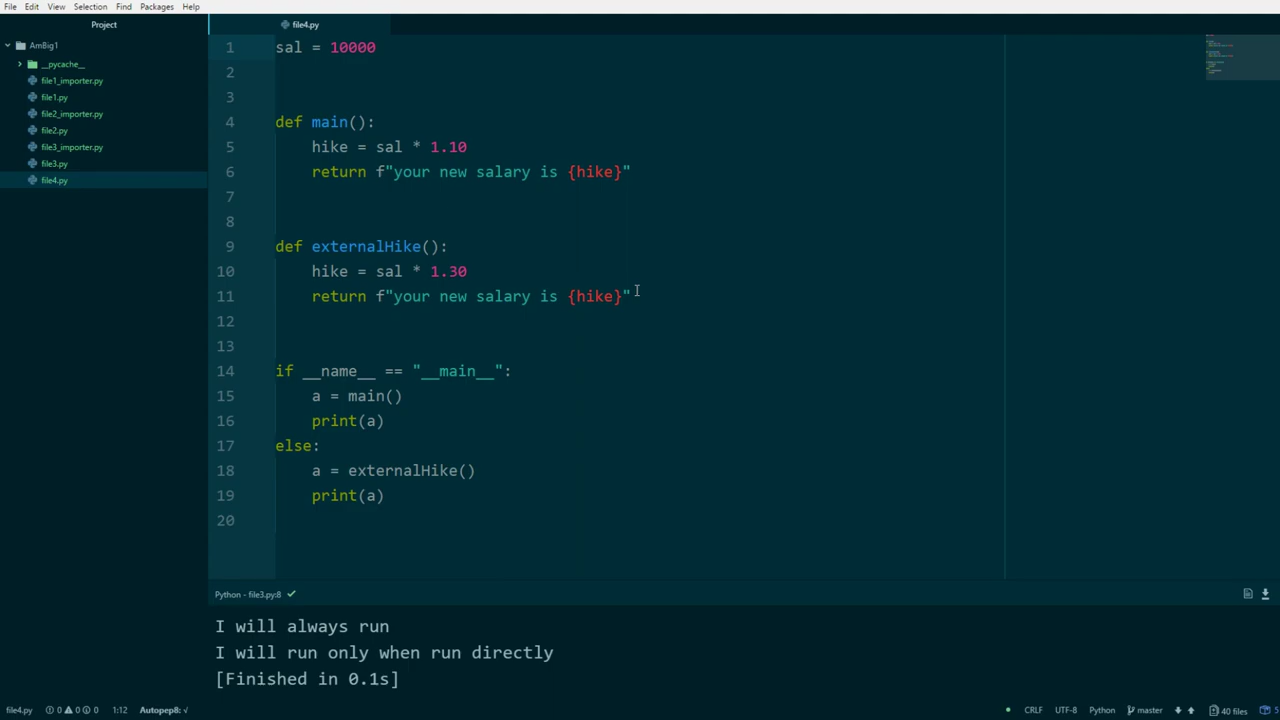 File Edit View Selection Find Packages Help
Project
file4.py
AmBig1
__pycache__
file1_importer.py
file1.py
file2_importer.py
file2.py
file3_importer.py
file3.py
file4.py
1 sal = 10000
2
3
4 def main():
5 hike = sal * 1.10
6 return f"your new salary is {hike}"
7
8
9 def externalHike():
10 hike = sal * 1.30
11 return f"your new salary is {hike}"
12
13
14 if __name__ == "__main__":
15 a = main()
16 print(a)
17 else:
18 a = externalHike()
19 print(a)
20
Python - file3.py:8 ✓
I will always run
I will run only when run directly
[Finished in 0.1s]
file4.py 0 0 0 1:12 Autopep8: √ CRLF UTF-8 Python master 40 files 5